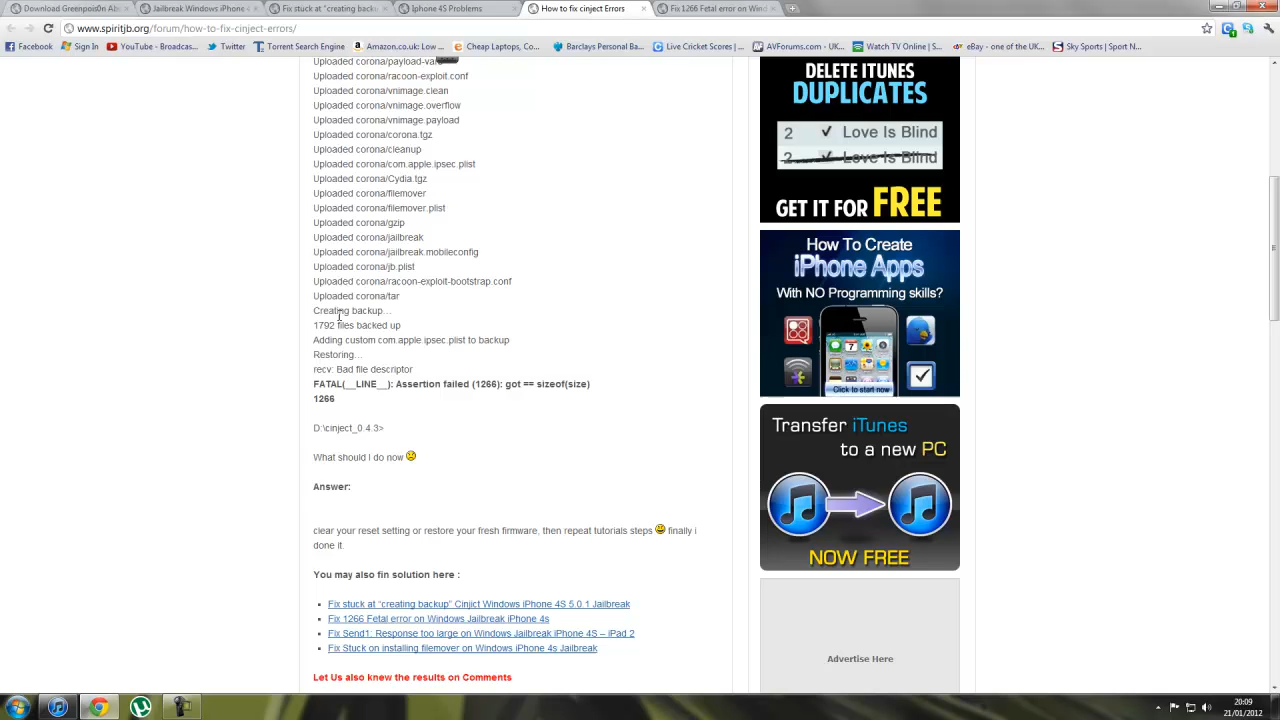 Download Greenpois0n Ab
Jailbreak Windows iPhone
Fix stuck at "creating backu
Iphone 4S Problems
How to fix cinject Errors
Fix 1266 Fetal error on Wind
www.spiritjb.org/forum/how-to-fix-cinject-errors/
Facebook
Sign In
YouTube - Broadcas...
Twitter
Torrent Search Engine
Amazon.co.uk: Low ...
Cheap Laptops, Co...
Barclays Personal Ba...
Live Cricket Scores | ...
AVForums.com - UK...
Watch TV Online | ...
eBay - one of the UK...
Sky Sports | Sport N...
Uploaded corona/payload-va
Uploaded corona/racoon-exploit.conf
Uploaded corona/vnimage.clean
Uploaded corona/vnimage.overflow
Uploaded corona/vnimage.payload
Uploaded corona/corona.tgz
Uploaded corona/cleanup
Uploaded corona/com.apple.ipsec.plist
Uploaded corona/Cydia.tgz
Uploaded corona/filemover
Uploaded corona/filemover.plist
Uploaded corona/gzip
Uploaded corona/jailbreak
Uploaded corona/jailbreak.mobileconfig
Uploaded corona/jb.plist
Uploaded corona/racoon-exploit-bootstrap.conf
Uploaded corona/tar
Creating backup…
1792 files backed up
Adding custom com.apple.ipsec.plist to backup
Restoring…
recv: Bad file descriptor
FATAL(__LINE__): Assertion failed (1266): got == sizeof(size)
1266
D:\cinject_0.4.3>
What should I do now
Answer:
clear your reset setting or restore your fresh firmware, then repeat tutorials steps finally i
done it.
You may also fin solution here :
Fix stuck at "creating backup" Cinjict Windows iPhone 4S 5.0.1 Jailbreak
Fix 1266 Fetal error on Windows Jailbreak iPhone 4s
Fix Send1: Response too large on Windows Jailbreak iPhone 4S – iPad 2
Fix Stuck on installing filemover on Windows iPhone 4s Jailbreak
Let Us also knew the results on Comments
DELETE ITUNES
DUPLICATES
2 Love Is Blind
2 Love Is Blind
GET IT FOR FREE
How To Create
iPhone Apps
With NO Programming skills?
Click to start now
Transfer iTunes
to a new PC
NOW FREE
Advertise Here
20:09
21/01/2012